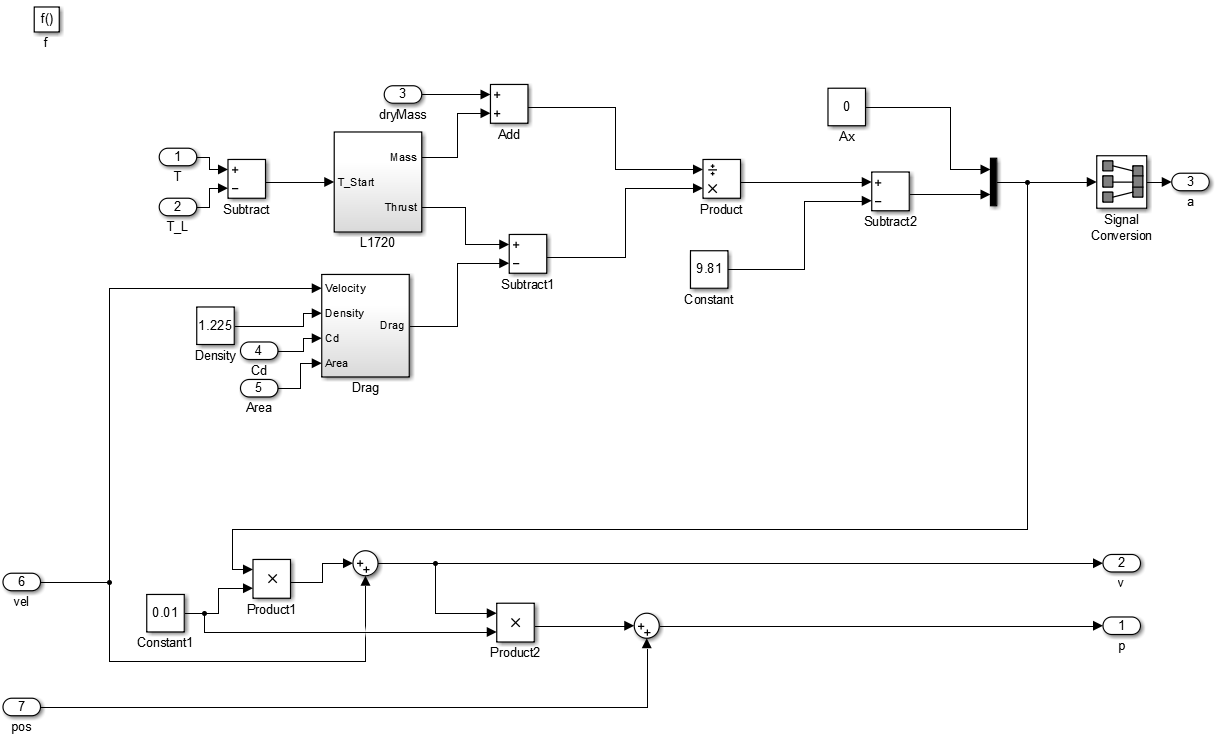 f()
f
3
dryMass
+
+
Add
0
Ax
1
T
2
T_L
+
−
Subtract
T_Start
Mass
Thrust
L1720
÷
×
Product
+
−
Subtract2
Signal
Conversion
3
a
+
−
Subtract1
9.81
Constant
1.225
Density
4
Cd
5
Area
Velocity
Density
Cd
Area
Drag
Drag
6
vel
0.01
Constant1
×
Product1
+
+
2
v
×
Product2
+
+
1
p
7
pos